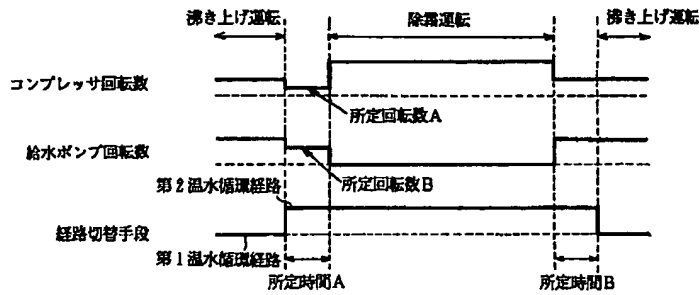 沸き上げ運転
除霜運転
沸き上げ運転
コンプレッサ回転数
所定回転数A
給水ポンプ回転数
所定回転数B
第2温水循環経路
経路切替手段
第1温水循環経路
所定時間A
所定時間B